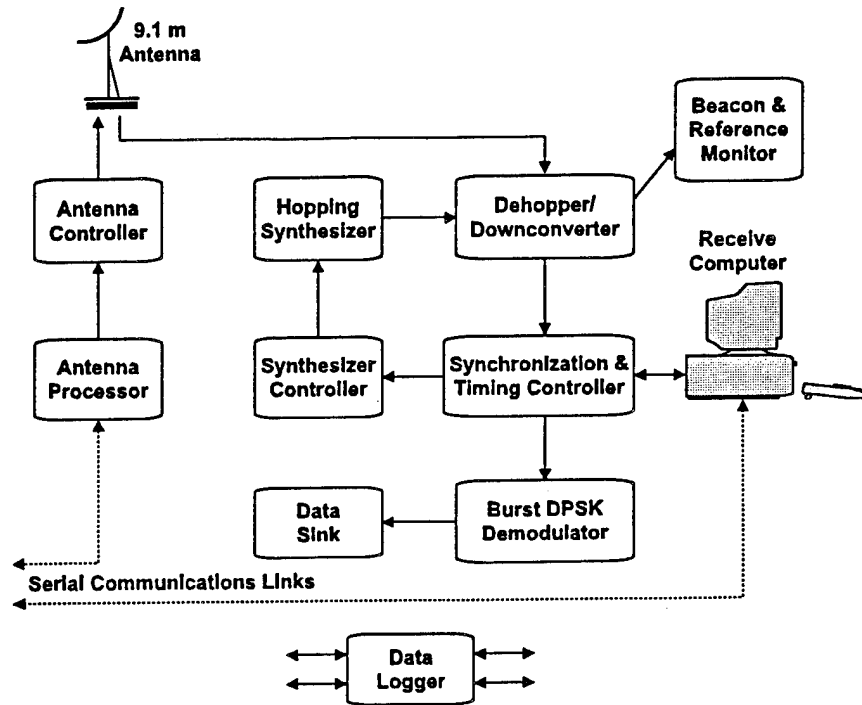 9.1 m
Antenna
Beacon &
Reference
Monitor
Antenna
Controller
Hopping
Synthesizer
Dehopper/
Downconverter
Receive
Computer
Antenna
Processor
Synthesizer
Controller
Synchronization &
Timing Controller
Data
Sink
Burst DPSK
Demodulator
Serial Communications Links
Data
Logger